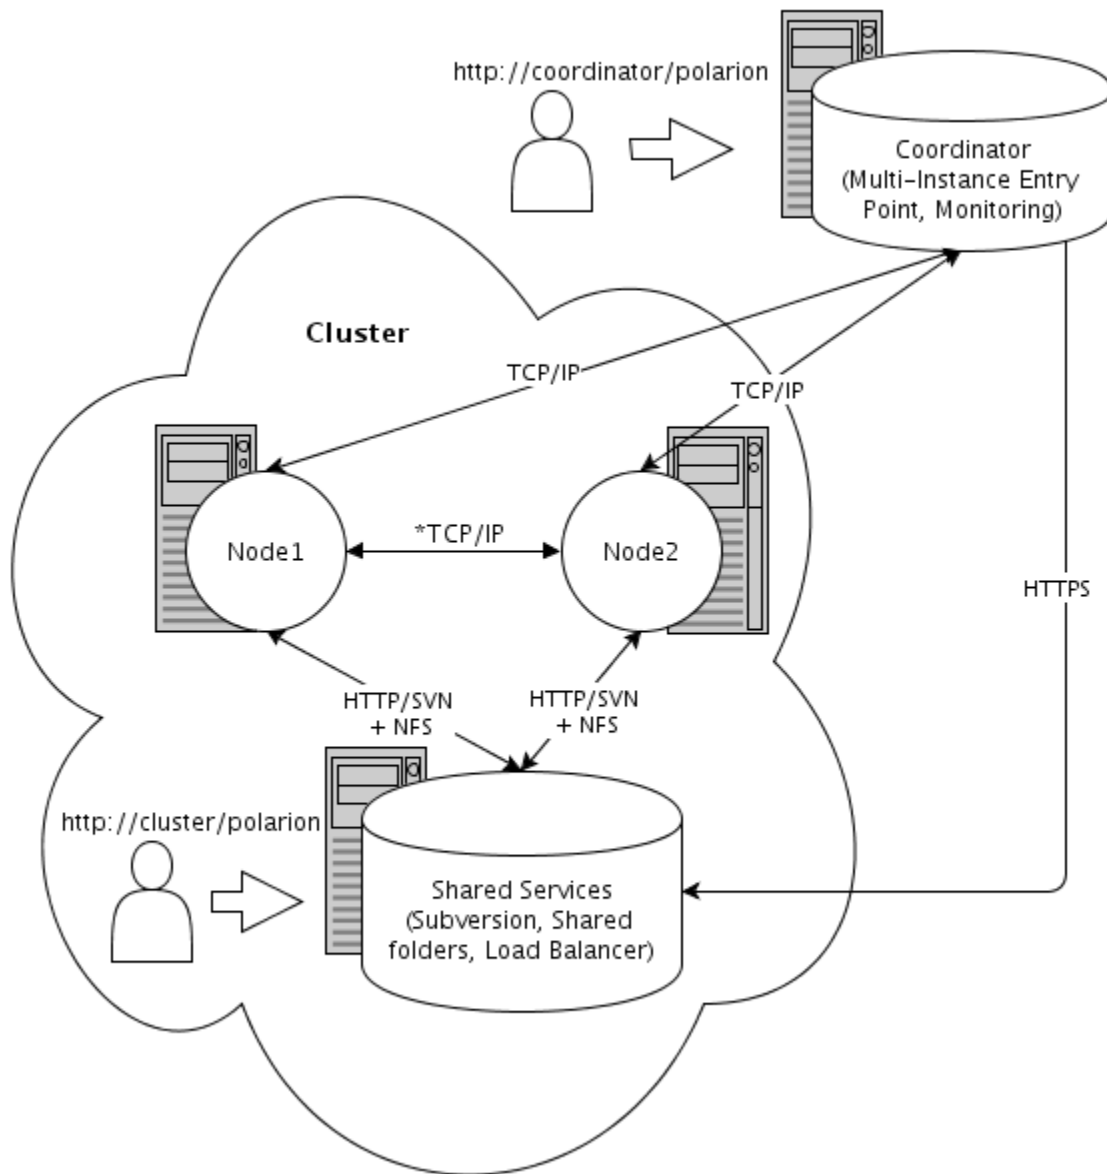 http://coordinator/polarion
Coordinator
(Multi-Instance Entry
Point, Monitoring)
Cluster
TCP/IP
TCP/IP
*TCP/IP
Node1
Node2
HTTPS
HTTP/SVN
+ NFS
HTTP/SVN
+ NFS
http://cluster/polarion
Shared Services
(Subversion, Shared
folders, Load Balancer)